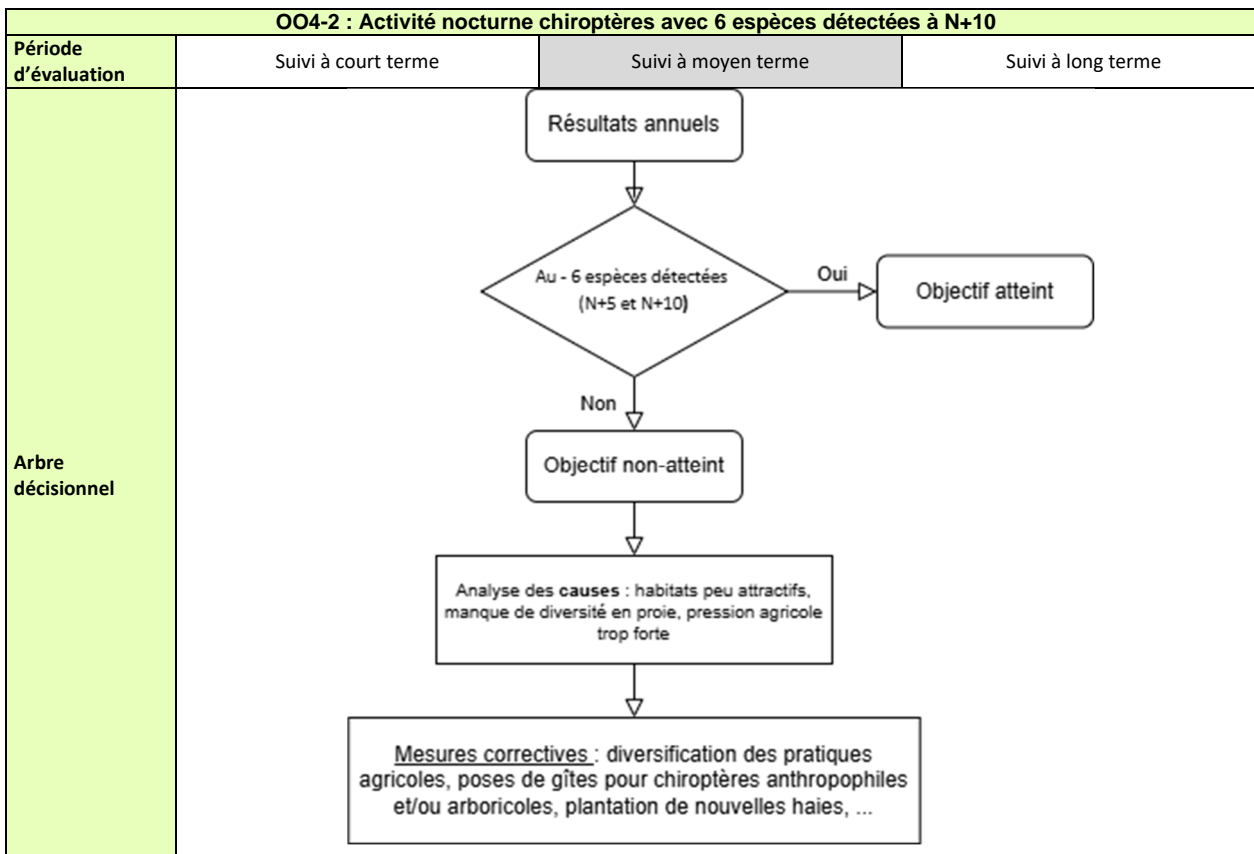 OO4-2 : Activité nocturne chiroptères avec 6 espèces détectées à N+10
Période
d’évaluation
Suivi à court terme
Suivi à moyen terme
Suivi à long terme
Arbre
décisionnel
Résultats annuels
Au - 6 espèces détectées
(N+5 et N+10)
Oui
Objectif atteint
Non
Objectif non-atteint
Analyse des causes : habitats peu attractifs,
manque de diversité en proie, pression agricole
trop forte
Mesures correctives : diversification des pratiques
agricoles, poses de gîtes pour chiroptères anthropophiles
et/ou arboricoles, plantation de nouvelles haies, ...